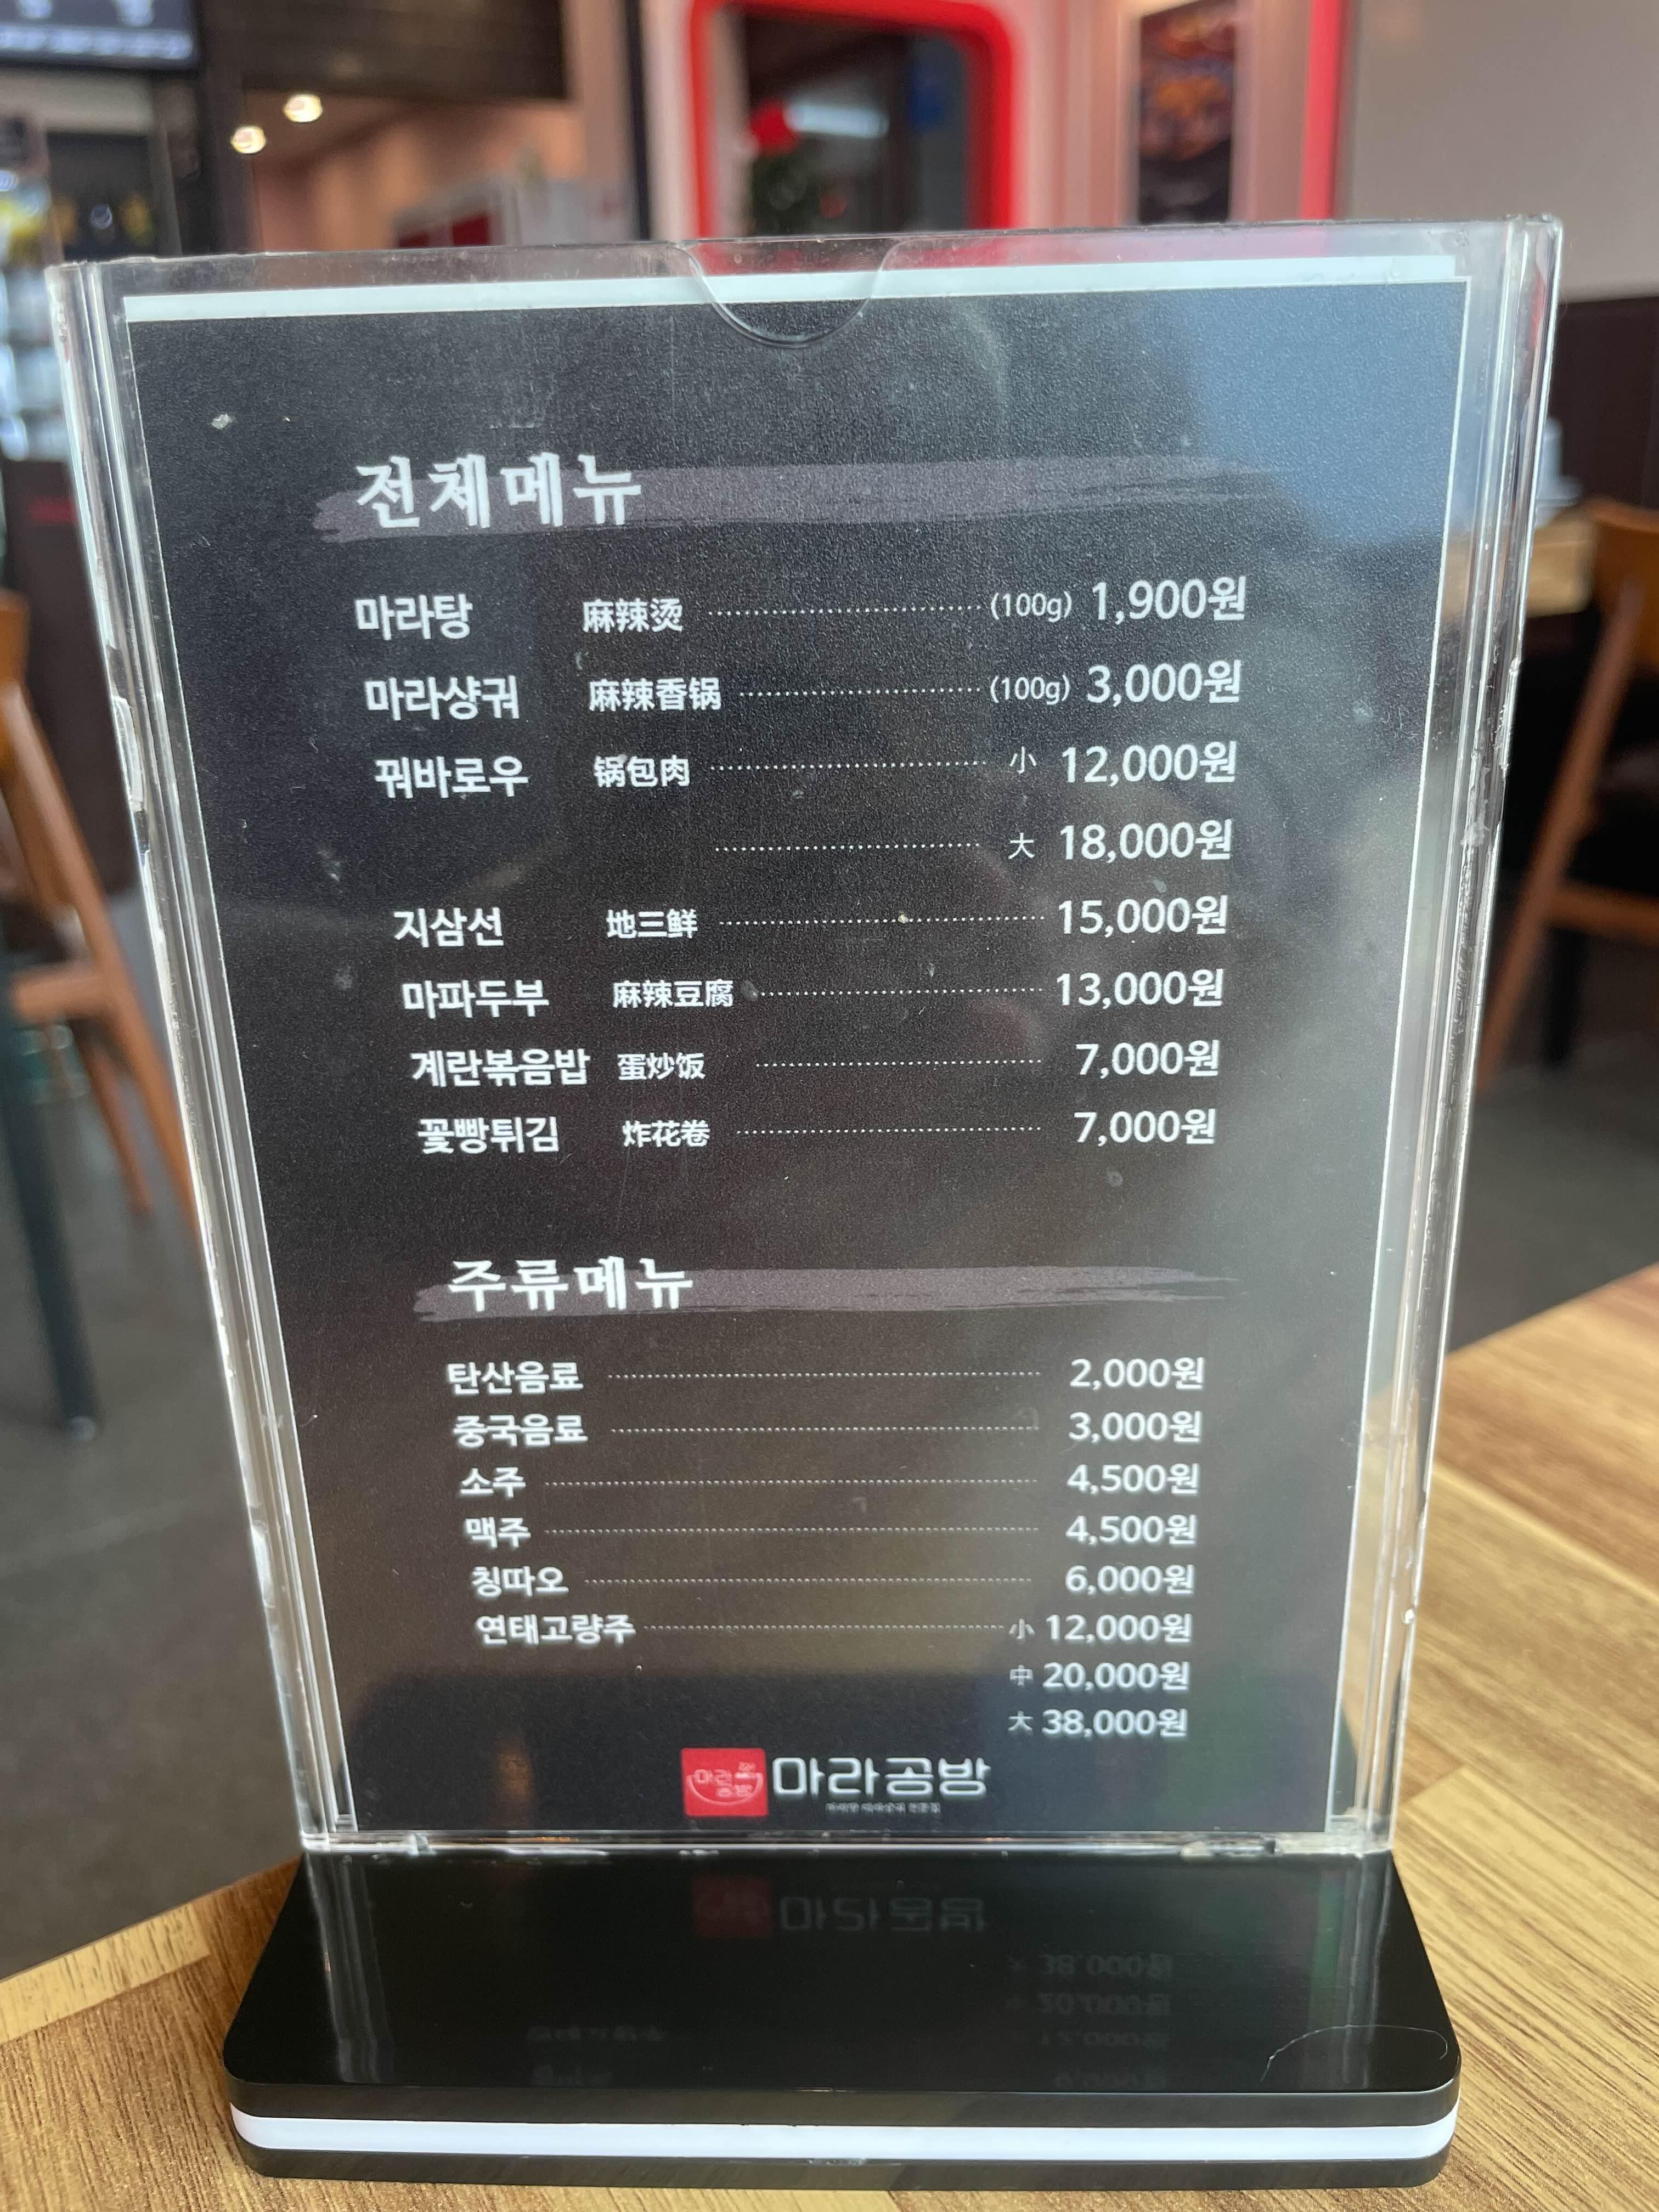 전체메뉴
마라탕 麻辣烫 (100g) 1,900원
마라샹궈 麻辣香锅 (100g) 3,000원
꿔바로우 锅包肉 小 12,000원
大 18,000원
지삼선 地三鲜 15,000원
마파두부 麻辣豆腐 13,000원
계란볶음밥 蛋炒饭 7,000원
꽃빵튀김 炸花卷 7,000원
주류메뉴
탄산음료 2,000원
중국음료 3,000원
소주 4,500원
맥주 4,500원
칭따오 6,000원
연태고량주 小 12,000원
中 20,000원
大 38,000원
마라공방 마라공방